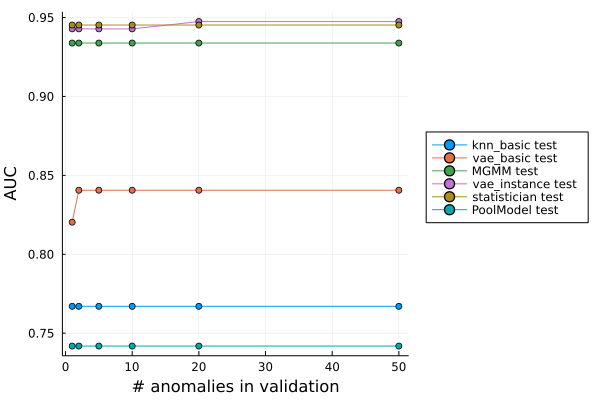 0.95
0.90
0.85
0.80
0.75
AUC
0
10
20
30
40
50
# anomalies in validation
knn_basic test
vae_basic test
MGMM test
vae_instance test
statistician test
PoolModel test